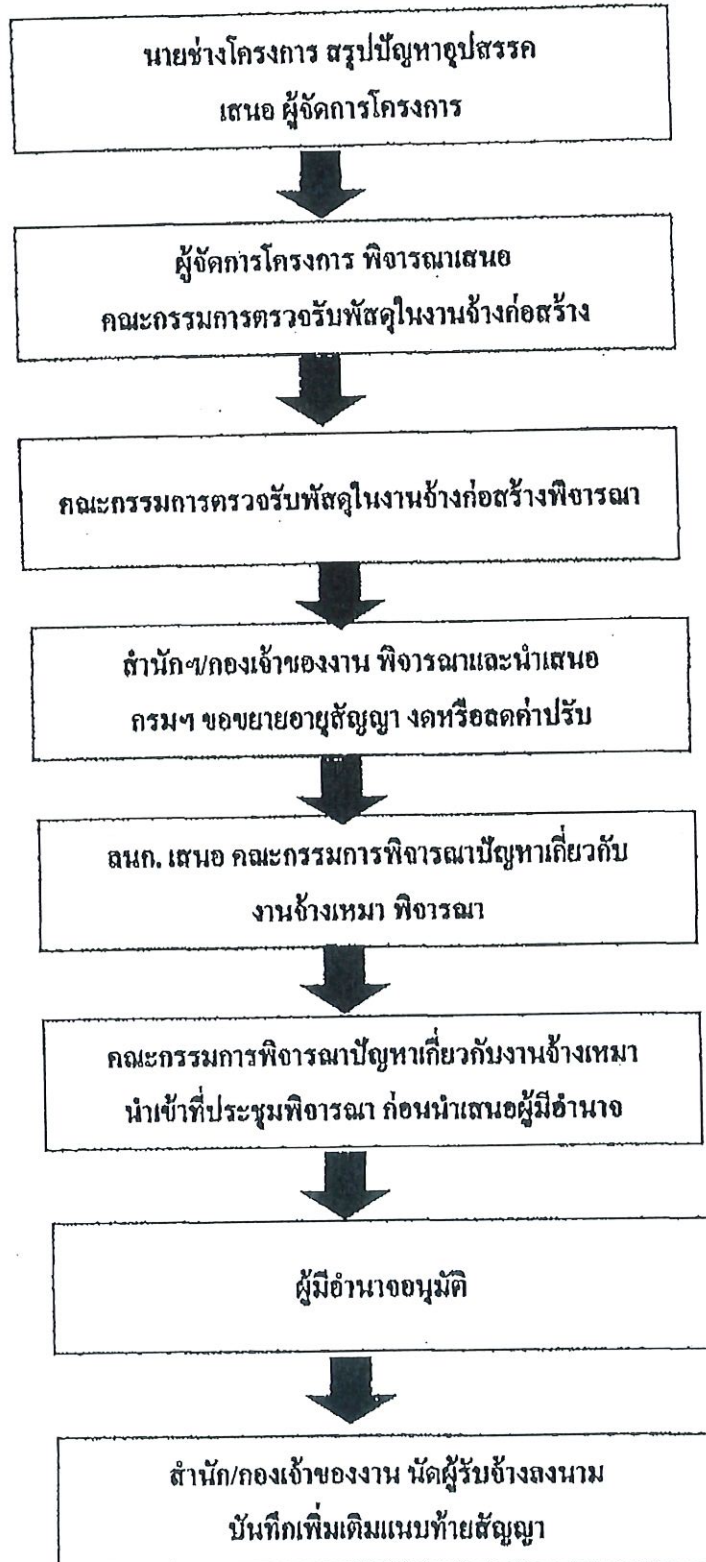 นายช่างโครงการ สรุปปัญหาอุปสรรค
เสนอ ผู้จัดการโครงการ
ผู้จัดการโครงการ พิจารณาเสนอ
คณะกรรมการตรวจรับพัสดุในงานจ้างก่อสร้าง
คณะกรรมการตรวจรับพัสดุในงานจ้างก่อสร้างพิจารณา
สำนักฯ/กองเจ้าของงาน พิจารณาและนำเสนอ
กรมฯ ขอขยายอายุสัญญา งดหรือลดค่าปรับ
ลนก. เสนอ คณะกรรมการพิจารณาปัญหาเกี่ยวกับ
งานจ้างเหมา พิจารณา
คณะกรรมการพิจารณาปัญหาเกี่ยวกับงานจ้างเหมา
นำเข้าที่ประชุมพิจารณา ก่อนนำเสนอผู้มีอำนาจ
ผู้มีอำนาจอนุมัติ
สำนัก/กองเจ้าของงาน นัดผู้รับจ้างลงนาม
บันทึกเพิ่มเติมแนบท้ายสัญญา